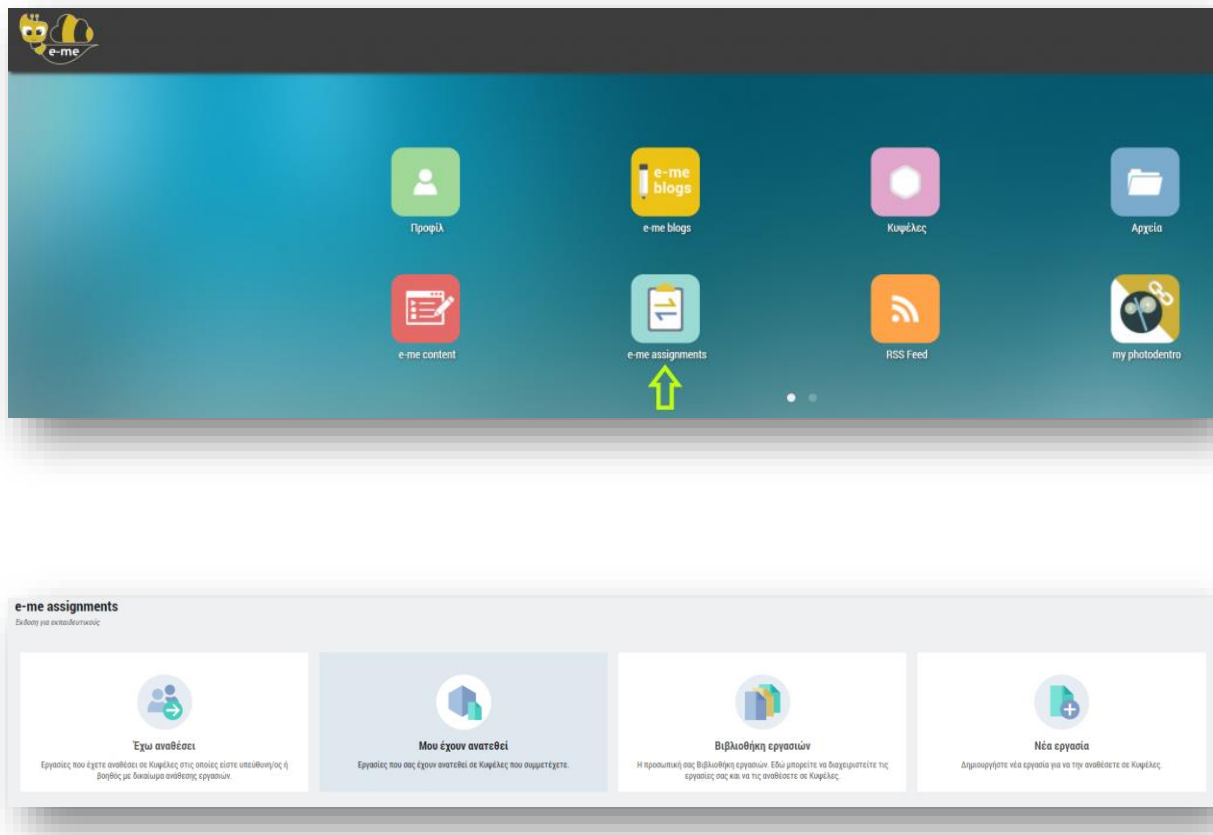 e-me
e-me
blogs
Προφίλ
e-me blogs
Κυψέλες
Αρχεία
e-me content
e-me assignments
RSS Feed
my photodentro
e-me assignments
Έκδοση για εκπαιδευτικούς
Έχω αναθέσει
Εργασίες που έχετε αναθέσει σε Κυψέλες στις οποίες είστε υπεύθυνη/ος ή
βοηθός με δικαίωμα ανάθεσης εργασιών.
Μου έχουν ανατεθεί
Εργασίες που σας έχουν ανατεθεί σε Κυψέλες που συμμετέχετε.
Βιβλιοθήκη εργασιών
Η προσωπική σας Βιβλιοθήκη εργασιών. Εδώ μπορείτε να διαχειριστείτε τις
εργασίες σας και να τις αναθέσετε σε Κυψέλες.
Νέα εργασία
Δημιουργήστε νέα εργασία για να την αναθέσετε σε Κυψέλες.